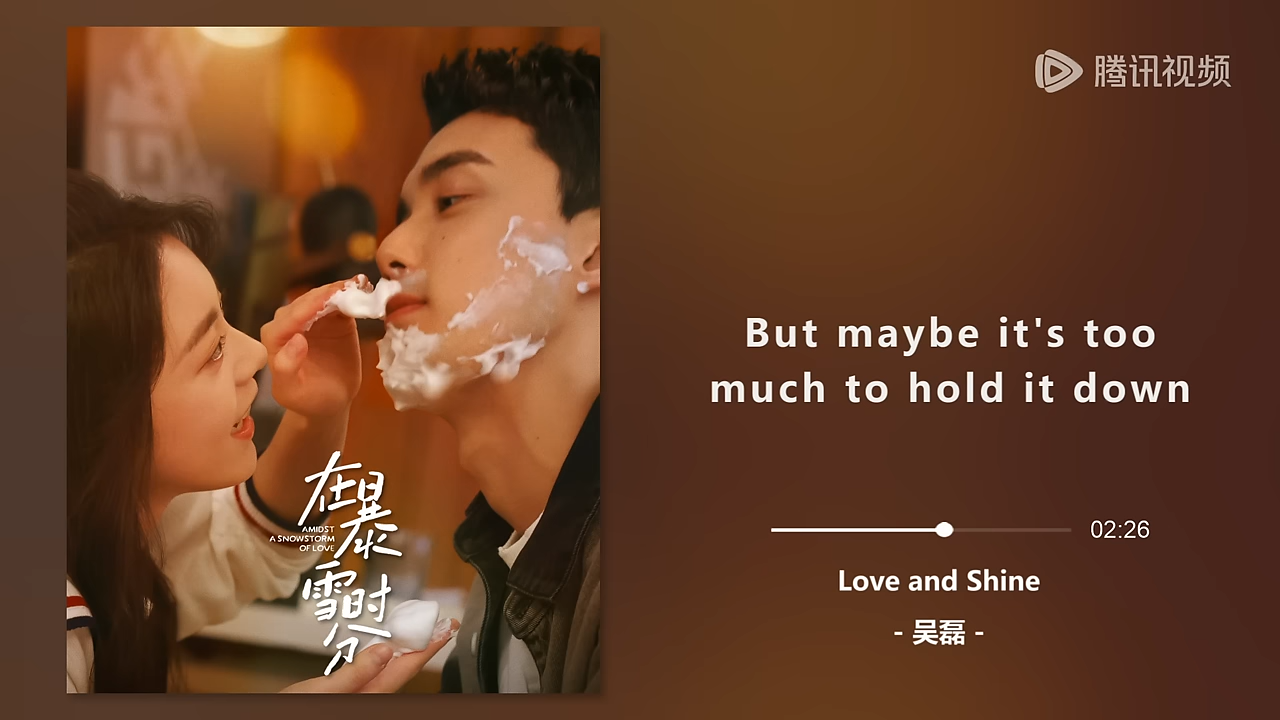 腾讯视频
在暴
AMIDST
A SNOWSTORM
OF LOVE
雪时
分
But maybe it's too
much to hold it down
02:26
Love and Shine
- 吴磊 -